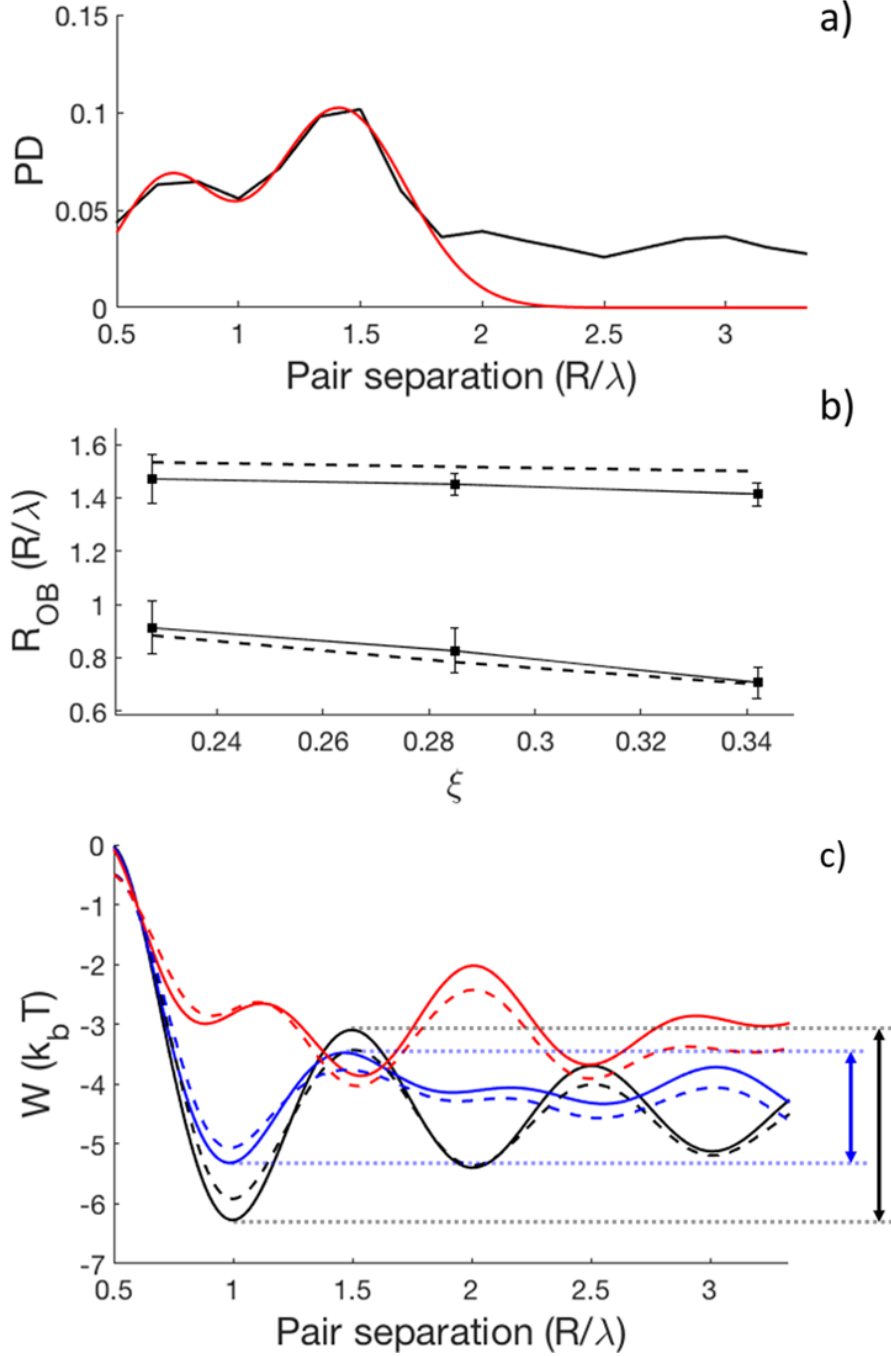 a)
0.15
0.1
0.05
0
PD
0.5 1 1.5 2 2.5 3
Pair separation (R/λ)
b)
1.6
1.4
1.2
1
0.8
0.6
R_OB (R/λ)
0.24 0.26 0.28 0.3 0.32 0.34
ξ
c)
0
-1
-2
-3
-4
-5
-6
-7
W (k_bT)
0.5 1 1.5 2 2.5 3
Pair separation (R/λ)